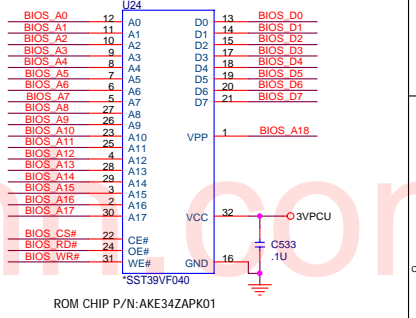 U24
BIOS_A0 12 A0 D0 13 BIOS_D0
BIOS_A1 11 A1 D1 14 BIOS_D1
BIOS_A2 10 A2 D2 15 BIOS_D2
BIOS_A3 9 A3 D3 17 BIOS_D3
BIOS_A4 8 A4 D4 18 BIOS_D4
BIOS_A5 7 A5 D5 19 BIOS_D5
BIOS_A6 6 A6 D6 20 BIOS_D6
BIOS_A7 5 A7 D7 21 BIOS_D7
BIOS_A8 27 A8
BIOS_A9 26 A9
BIOS_A10 23 A10 VPP 1 BIOS_A18
BIOS_A11 25 A11
BIOS_A12 4 A12
BIOS_A13 28 A13
BIOS_A14 29 A14
BIOS_A15 3 A15
BIOS_A16 2 A16
BIOS_A17 30 A17 VCC 32 3VPCU
C533
.1U
BIOS_CS# 22 CE#
BIOS_RD# 24 OE#
BIOS_WR# 31 WE# GND 16
*SST39VF040
ROM CHIP P/N:AKE34ZAPK01